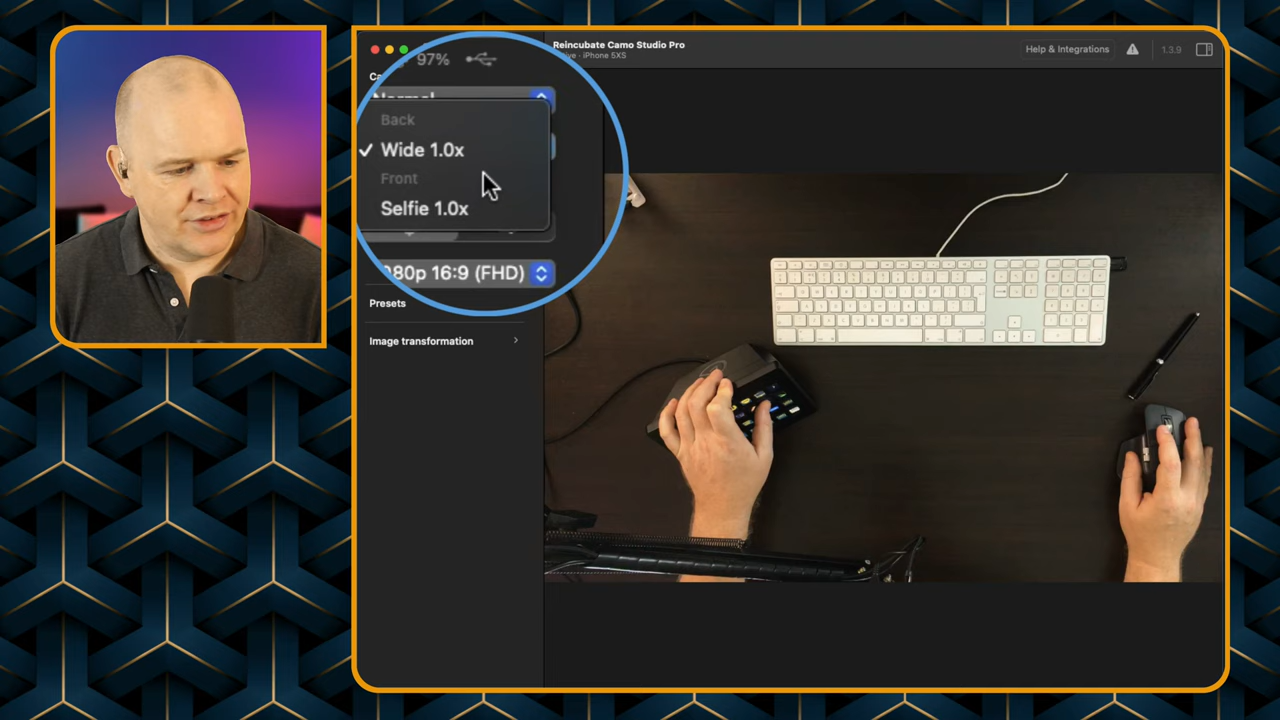 Reincubate Camo Studio Pro
iPhone 5XS
Help & Integrations
1.3.9
97%
Normal
Back
✓ Wide 1.0x
Front
Selfie 1.0x
080p 16:9 (FHD)
Presets
Image transformation